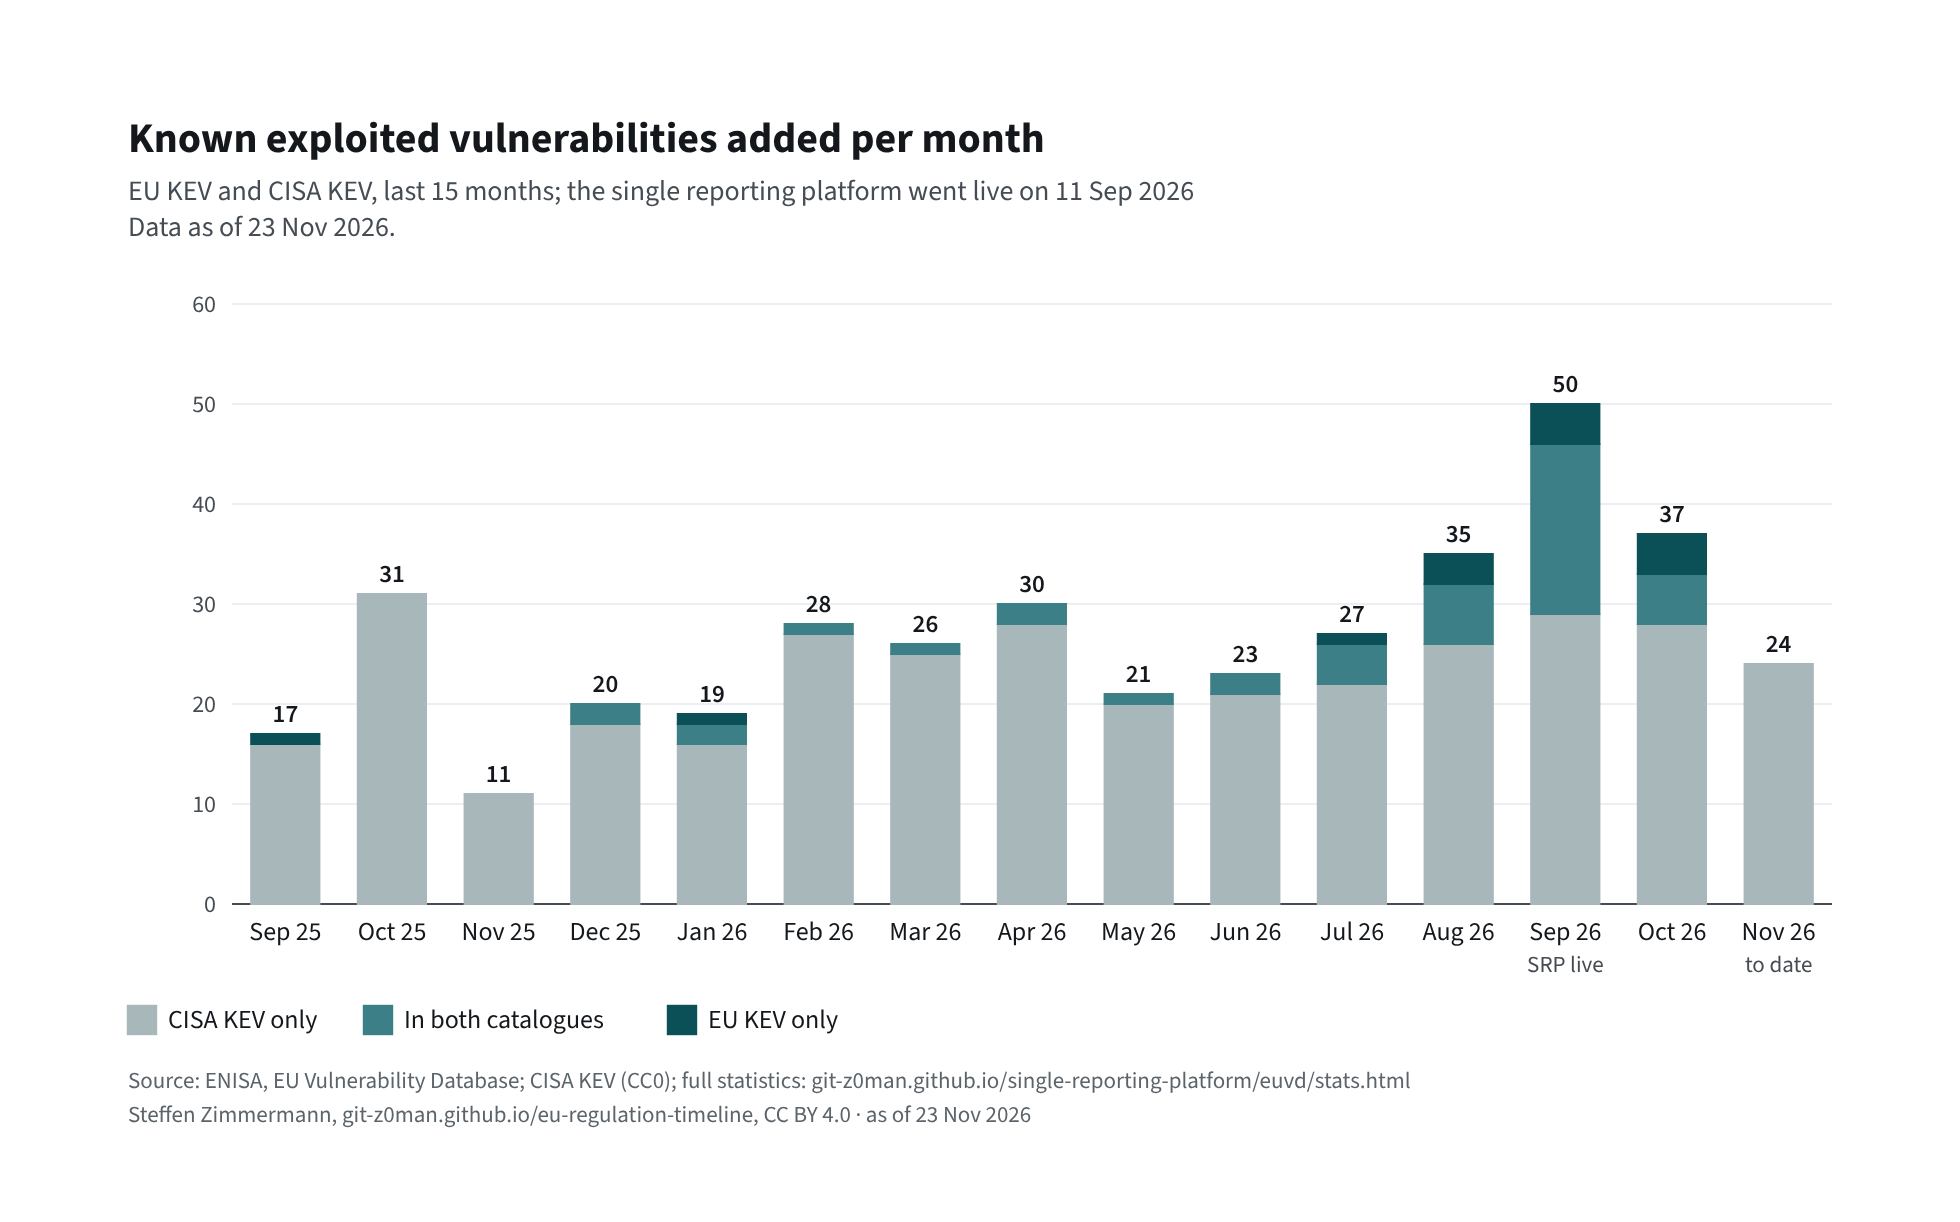 Known exploited vulnerabilities added per month
EU KEV and CISA KEV, last 15 months; the single reporting platform went live on 11 Sep 2026
Data as of 23 Nov 2026.
60
50
40
30
20
10
0
17
31
11
20
19
28
26
30
21
23
27
35
50
37
24
Sep 25
Oct 25
Nov 25
Dec 25
Jan 26
Feb 26
Mar 26
Apr 26
May 26
Jun 26
Jul 26
Aug 26
Sep 26
Oct 26
Nov 26
SRP live
to date
CISA KEV only
In both catalogues
EU KEV only
Source: ENISA, EU Vulnerability Database; CISA KEV (CC0); full statistics: git-z0man.github.io/single-reporting-platform/euvd/stats.html
Steffen Zimmermann, git-z0man.github.io/eu-regulation-timeline, CC BY 4.0 · as of 23 Nov 2026